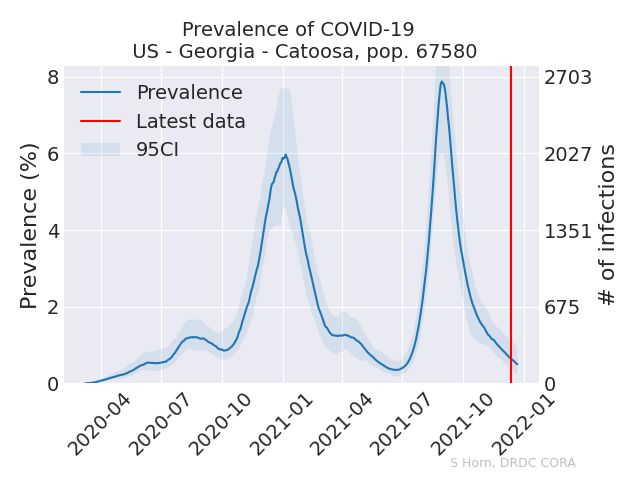 Prevalence of COVID-19
US - Georgia - Catoosa, pop. 67580
Prevalence
Latest data
95CI
Prevalence (%)
8
6
4
2
0
2703
2027
1351
675
0
# of infections
2020-04
2020-07
2020-10
2021-01
2021-04
2021-07
2021-10
2022-01
S Horn, DRDC CORA